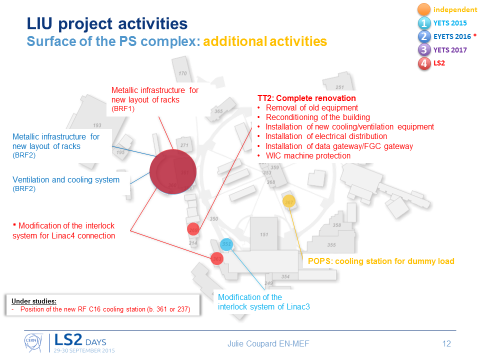 LIU project activities
Surface of the PS complex: additional activities
independent
1 YETS 2015
2 EYETS 2016 *
3 YETS 2017
4 LS2
Metallic infrastructure for
new layout of racks
(BRF1)
TT2: Complete renovation
• Removal of old equipment
• Reconditioning of the building
• Installation of new cooling/ventilation equipment
• Installation of electrical distribution
• Installation of data gateway/FGC gateway
• WIC machine protection
Metallic infrastructure for
new layout of racks
(BRF2)
Ventilation and cooling system
(BRF2)
* Modification of the interlock
system for Linac4 connection
POPS: cooling station for dummy load
Modification of the
interlock system of Linac3
Under studies:
- Position of the new RF C16 cooling station (b. 361 or 237)
LS2 DAYS
29-30 SEPTEMBER 2015
Julie Coupard EN-MEF
12